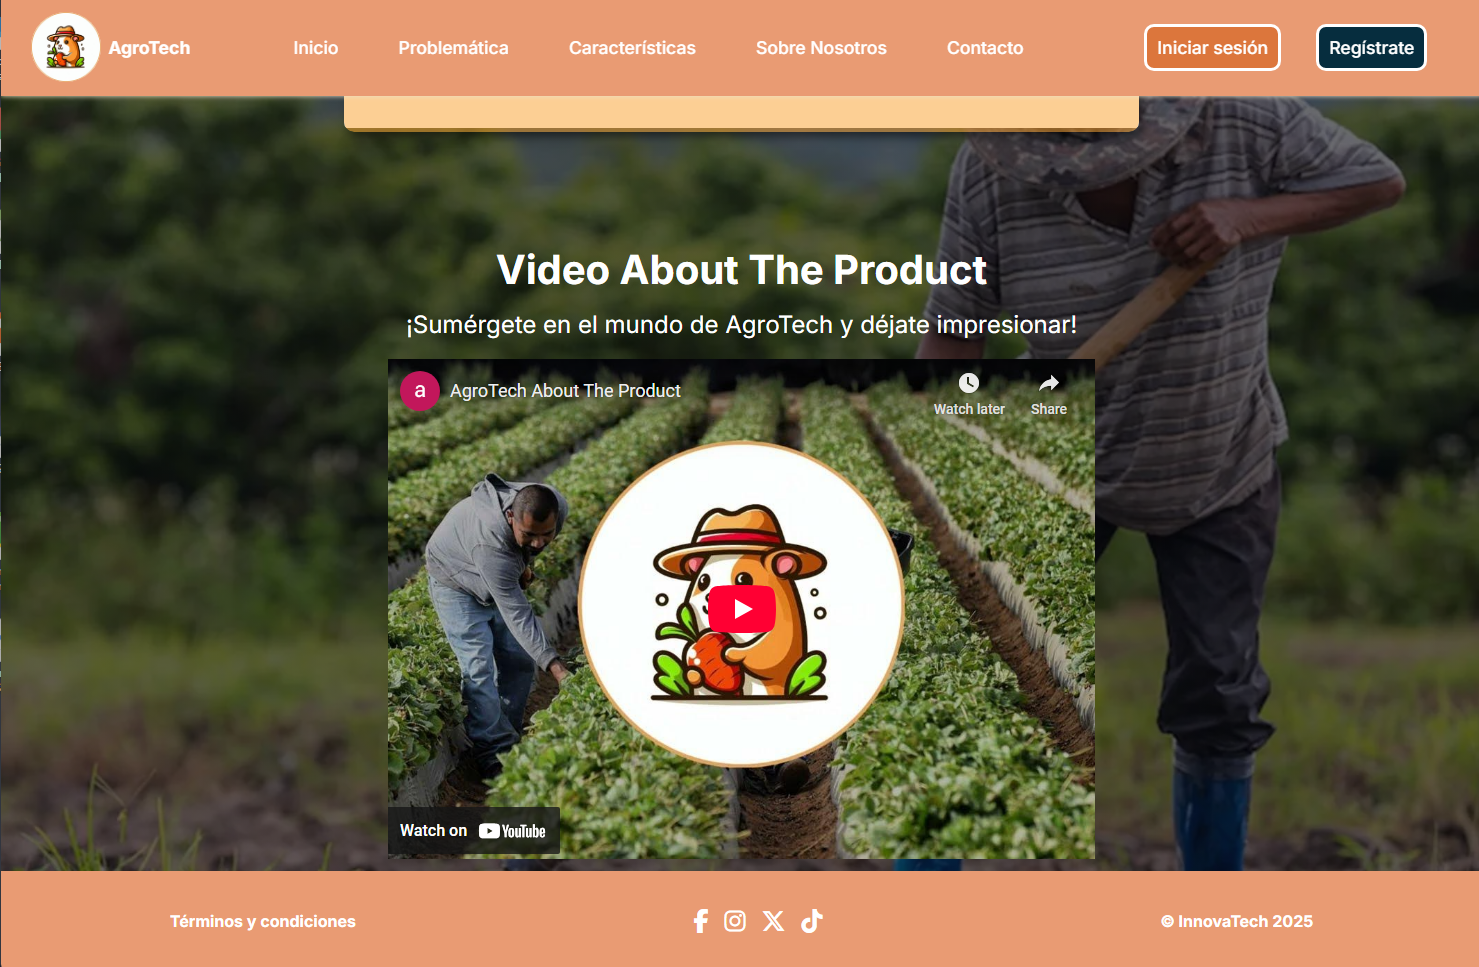 AgroTech
Inicio
Problemática
Características
Sobre Nosotros
Contacto
Iniciar sesión
Regístrate
Video About The Product
¡Sumérgete en el mundo de AgroTech y déjate impresionar!
a
AgroTech About The Product
Watch later
Share
Watch on YouTube
Términos y condiciones
© InnovaTech 2025